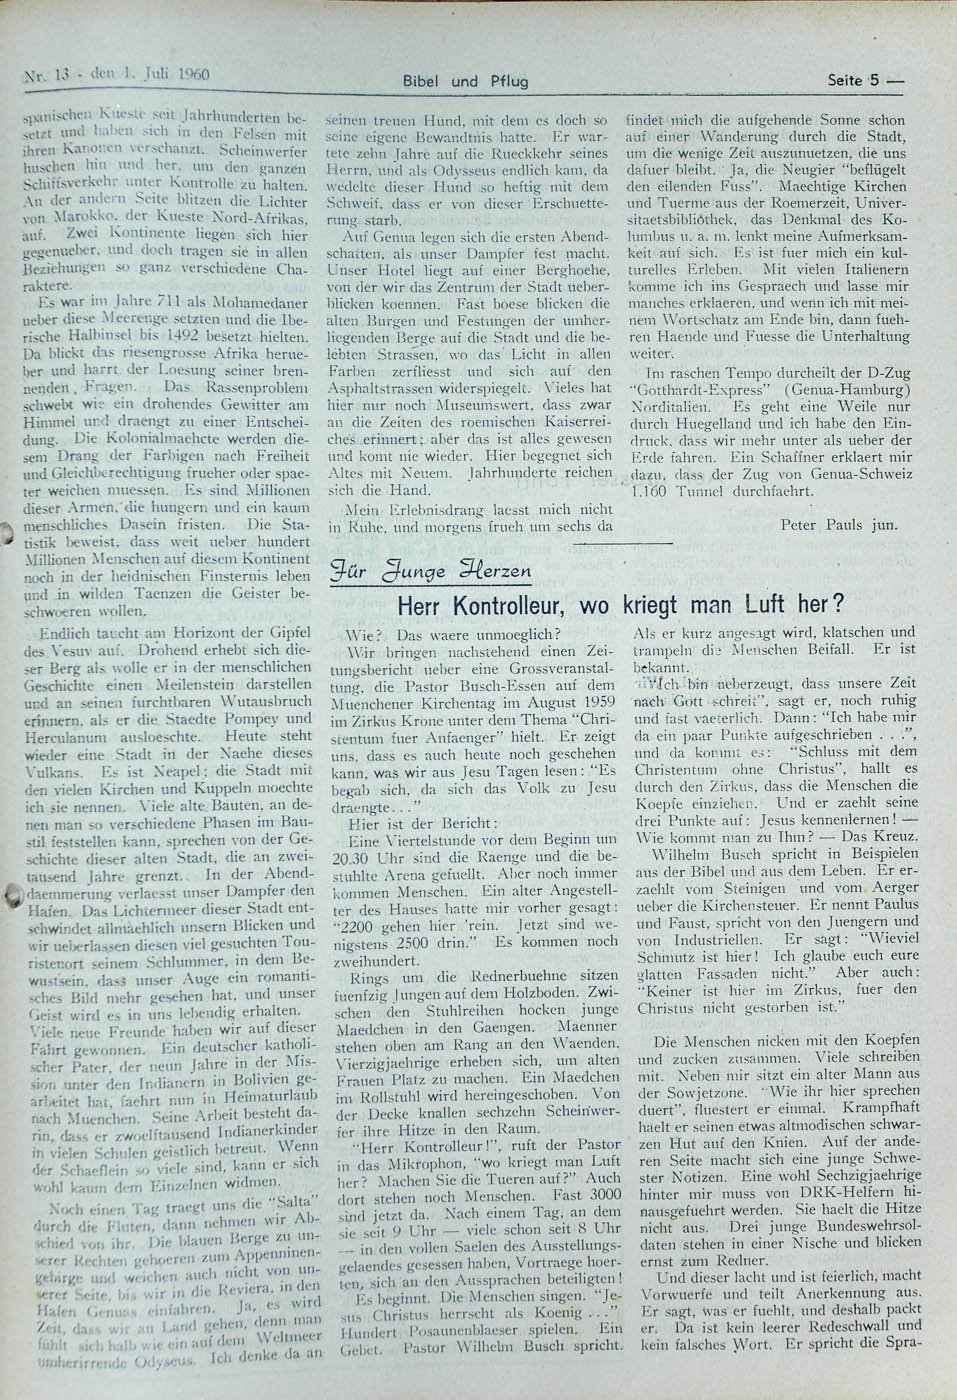 Nr. 13 - den 1. Juli 1960
Bibel und Pflug
Seite 5 —
spanischen Kueste seit Jahrhunderten be-
setzt und haben sich in den Felsen mit
ihren Kanonen verschanzt. Scheinwerfer
huschen hin und her, um den ganzen
Schiffsverkehr unter Kontrolle zu halten.
An der andern Seite blitzen die Lichter
von Marokko, der Kueste Nord-Afrikas,
auf. Zwei Kontinente liegen sich hier
gegenueber, und doch tragen sie in allen
Beziehungen so ganz verschiedene Cha-
raktere.
Es war im Jahre 711 als Mohamedaner
ueber diese Meerenge setzten und die Ibe-
rische Halbinsel bis 1492 besetzt hielten.
Da blickt das riesengrosse Afrika herue-
ber und harrt der Loesung seiner bren-
nenden Fragen. Das Rassenproblem
schwebt wie ein drohendes Gewitter am
Himmel und draengt zu einer Entschei-
dung. Die Kolonialmaechte werden die-
sem Drang der Farbigen nach Freiheit
und Gleichberechtigung frueher oder spae-
ter weichen muessen. Es sind Millionen
dieser Armen, die hungern und ein kaum
menschliches Dasein fristen. Die Sta-
tistik beweist, dass weit ueber hundert
Millionen Menschen auf diesem Kontinent
noch in der heidnischen Finsternis leben
und in wilden Taenzen die Geister be-
schwoeren wollen.
Endlich taucht am Horizont der Gipfel
des Vesuv auf. Drohend erhebt sich die-
ser Berg als wolle er in der menschlichen
Geschichte einen Meilenstein darstellen
und an seinen furchtbaren Wutausbruch
erinnern, als er die Staedte Pompey und
Herculanum ausloeschte. Heute steht
wieder eine Stadt in der Naehe dieses
Vulkans. Es ist Neapel; die Stadt mit
den vielen Kirchen und Kuppeln moechte
ich sie nennen. Viele alte Bauten, an de-
nen man so verschiedene Phasen im Bau-
stil feststellen kann, sprechen von der Ge-
schichte dieser alten Stadt, die an zwei-
tausend Jahre grenzt. In der Abend-
daemmerung verlaesst unser Dampfer den
Hafen. Das Lichtermeer dieser Stadt ent-
schwindet allmaehlich unsern Blicken und
wir ueberlassen diesen viel gesuchten Tou-
ristenort seinem Schlummer, in dem Be-
wustsein, dass unser Auge ein romanti-
sches Bild mehr gesehen hat, und unser
Geist wird es in uns lebendig erhalten.
Viele neue Freunde haben wir auf dieser
Fahrt gewonnen. Ein deutscher katholi-
scher Pater, der neun Jahre in der Mis-
sion unter den Indianern in Bolivien ge-
arbeitet hat, faehrt nun in Heimaturlaub
nach Muenchen. Seine Arbeit besteht da-
rin, dass er zwoelftausend Indianerkinder
in vielen Schulen geistlich betreut. Wenn
der Schaeflein so viele sind, kann er sich
wohl kaum dem Einzelnen widmen.
Noch einen Tag traegt uns die "Salta"
durch die Fluten, dann nehmen wir Ab-
schied von ihr. Die blauen Berge zu un-
serer Rechten gehoeren zum Appenninen-
gebirge und weichen auch nicht von un-
serer Seite, bis wir in die Reviera, in den
Hafen Genuas einfahren. Ja, es wird
Zeit, dass wir an Land gehen, denn man
fuhlt sich halb wie ein auf dem Weltmeer
umherirrende Odyseus. Ich denke da an
seinen treuen Hund, mit dem es doch so
seine eigene Bewandtnis hatte. Er war-
tete zehn Jahre auf die Rueckkehr seines
Herrn, und als Odyseus endlich kam, da
wedelte dieser Hund so heftig mit dem
Schweif, dass er von dieser Erschuette-
rung starb.
Auf Genua legen sich die ersten Abend-
schatten, als unser Dampfer fest macht.
Unser Hotel liegt auf einer Berghoehe,
von der wir das Zentrum der Stadt ueber-
blicken koennen. Fast boese blicken die
alten Burgen und Festungen der umher-
liegenden Berge auf die Stadt und die be-
lebten Strassen, wo das Licht in allen
Farben zerfliesst und sich auf den
Asphaltstrassen widerspiegelt. Vieles hat
hier nur noch Museumswert, dass zwar
an die Zeiten des roemischen Kaiserrei-
ches erinnert; aber das ist alles gewesen
und komt nie wieder. Hier begegnet sich
Altes mit Neuem. Jahrhunderte reichen
sich die Hand.
Mein Erlebnisdrang laesst mich nicht
in Ruhe, und morgens frueh um sechs da
findet mich die aufgehende Sonne schon
auf einer Wanderung durch die Stadt,
um die wenige Zeit auszunuetzen, die uns
dafuer bleibt. Ja, die Neugier "beflügelt
den eilenden Fuss". Maechtige Kirchen
und Tuerme aus der Roemerzeit, Univer-
sitaetsbibliothek, das Denkmal des Ko-
lumbus u. a. m. lenkt meine Aufmerksam-
keit auf sich. Es ist fuer mich ein kul-
turelles Erleben. Mit vielen Italienern
komme ich ins Gespraech und lasse mir
manches erklaeren, und wenn ich mit mei-
nem Wortschatz am Ende bin, dann fueh-
ren Haende und Fuesse die Unterhaltung
weiter.
Im raschen Tempo durcheilt der D-Zug
"Gotthardt-Express" (Genua-Hamburg)
Norditalien. Es geht eine Weile nur
durch Huegelland und ich habe den Ein-
druck, dass wir mehr unter als ueber der
Erde fahren. Ein Schaffner erklaert mir
dazu, dass der Zug von Genua-Schweiz
1.160 Tunnel durchfaehrt.
Peter Pauls jun.
Für Junge Herzen
Herr Kontrolleur, wo kriegt man Luft her?
Wie? Das waere unmoeglich?
Wir bringen nachstehend einen Zei-
tungsbericht ueber eine Grossveranstal-
tung, die Pastor Busch-Essen auf dem
Muenchener Kirchentag im August 1959
im Zirkus Krone unter dem Thema "Chri-
stentum fuer Anfaenger" hielt. Er zeigt
uns, dass es auch heute noch geschehen
kann, was wir aus Jesu Tagen lesen: "Es
begab sich, da sich das Volk zu Jesu
draengte. . ."
Hier ist der Bericht:
Eine Viertelstunde vor dem Beginn um
20.30 Uhr sind die Raenge und die be-
stuhlte Arena gefuellt. Aber noch immer
kommen Menschen. Ein alter Angestell-
ter des Hauses hatte mir vorher gesagt:
"2200 gehen hier 'rein. Jetzt sind we-
nigstens 2500 drin." Es kommen noch
zweihundert.
Rings um die Rednerbuehne sitzen
fuenfzig Jungen auf dem Holzboden. Zwi-
schen den Stuhlreihen hocken junge
Maedchen in den Gaengen. Maenner
stehen oben am Rang an den Waenden.
Vierzigjaehrige erheben sich, um alten
Frauen Platz zu machen. Ein Maedchen
im Rollstuhl wird hereingeschoben. Von
der Decke knallen sechzehn Scheinwer-
fer ihre Hitze in den Raum.
"Herr Kontrolleur!", ruft der Pastor
in das Mikrophon, "wo kriegt man Luft
her? Machen Sie die Tueren auf?" Auch
dort stehen noch Menschen. Fast 3000
sind jetzt da. Nach einem Tag, an dem
sie seit 9 Uhr — viele schon seit 8 Uhr
— in den vollen Saelen des Ausstellungs-
gelaendes gesessen haben, Vortraege hoer-
ten, sich an den Aussprachen beteiligten!
Es beginnt. Die Menschen singen. "Je-
sus Christus herrscht als Koenig . . ."
Hundert Posaunenblaeser spielen. Ein
Gebet. Pastor Wilhelm Busch spricht.
Als er kurz angesagt wird, klatschen und
trampeln die Menschen Beifall. Er ist
bekannt.
"Ich bin ueberzeugt, dass unsere Zeit
nach Gott schreit", sagt er, noch ruhig
und fast vaeterlich. Dann: "Ich habe mir
da ein paar Punkte aufgeschrieben . . .",
und da kommt es: "Schluss mit dem
Christentum ohne Christus", hallt es
durch den Zirkus, dass die Menschen die
Koepfe einziehen. Und er zaehlt seine
drei Punkte auf: Jesus kennenlernen! —
Wie kommt man zu Ihm? — Das Kreuz.
Wilhelm Busch spricht in Beispielen
aus der Bibel und aus dem Leben. Er er-
zaehlt vom Steinigen und vom Aerger
ueber die Kirchensteuer. Er nennt Paulus
und Faust, spricht von den Juengern und
von Industriellen. Er sagt: "Wieviel
Schmutz ist hier! Ich glaube euch eure
glatten Fassaden nicht." Aber auch:
"Keiner ist hier im Zirkus, fuer den
Christus nicht gestorben ist."
Die Menschen nicken mit den Koepfen
und zucken zusammen. Viele schreiben
mit. Neben mir sitzt ein alter Mann aus
der Sowjetzone. "Wie ihr hier sprechen
duert", fluestert er einmal. Krampfhaft
haelt er seinen etwas altmodischen schwar-
zen Hut auf den Knien. Auf der ande-
ren Seite macht sich eine junge Schwe-
ster Notizen. Eine wohl Sechzigjaehrige
hinter mir muss von DRK-Helfern hi-
nausgefuehrt werden. Sie haelt die Hitze
nicht aus. Drei junge Bundeswehrsol-
daten stehen in einer Nische und blicken
ernst zum Redner.
Und dieser lacht und ist feierlich, macht
Vorwuerfe und teilt Anerkennung aus.
Er sagt, was er fuehlt, und deshalb packt
er. Da ist kein leerer Redeschwall und
kein falsches Wort. Er spricht die Spra-